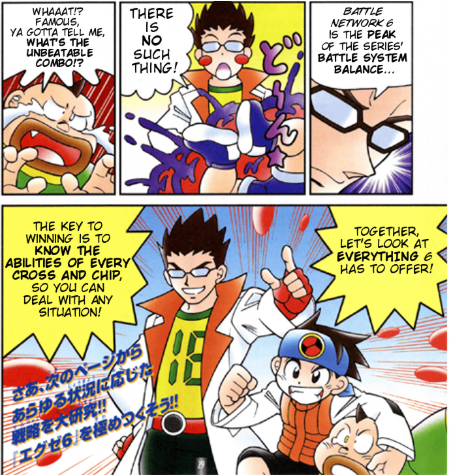 WHAAAT!?
FAMOUS,
YA GOTTA TELL ME,
WHAT'S THE
UNBEATABLE
COMBO!?
THERE
IS
NO
SUCH
THING!
BATTLE
NETWORK 6
IS THE PEAK
OF THE SERIES'
BATTLE SYSTEM
BALANCE...
THE KEY TO
WINNING IS TO
KNOW THE
ABILITIES OF EVERY
CROSS AND CHIP,
SO YOU CAN
DEAL WITH ANY
SITUATION!
TOGETHER,
LET'S LOOK AT
EVERYTHING 6
HAS TO OFFER!
さあ、次のページから
あらゆる状況に応じた
戦略を大研究!!
『エグゼ6』を極めつくそう!!